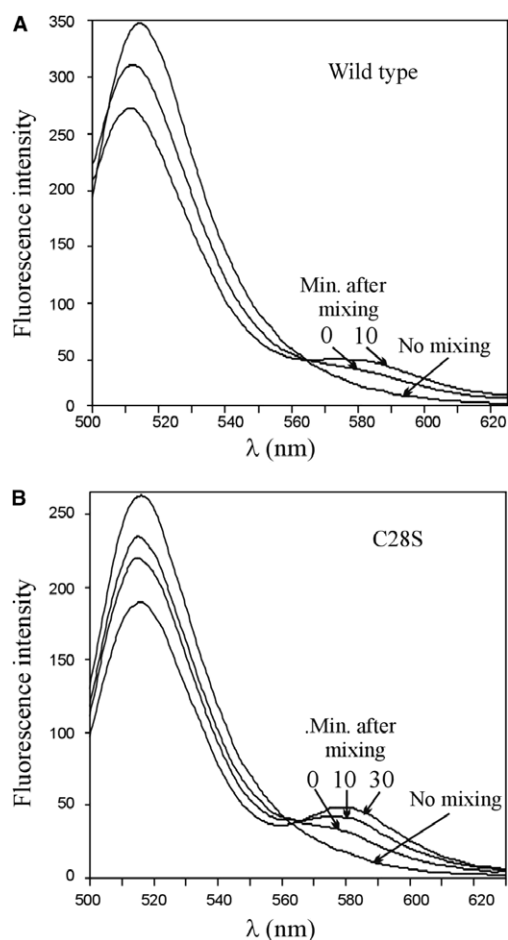 A
Wild type
350
300
250
200
150
100
50
0
Fluorescence intensity
Min. after
mixing
0 10
No mixing
500 520 540 560 580 600 620
λ (nm)
B
C28S
250
200
150
100
50
0
Fluorescence intensity
.Min. after
mixing
0 10 30
No mixing
500 520 540 560 580 600 620
λ (nm)